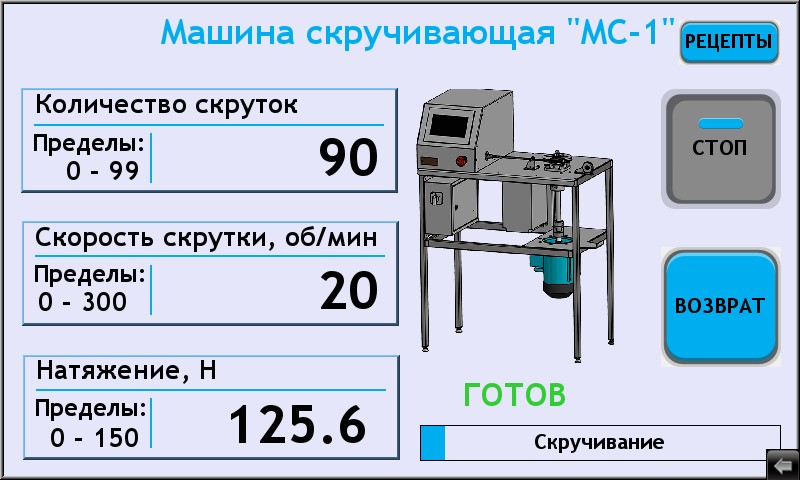 Машина скручивающая "МС-1"
РЕЦЕПТЫ
Количество скруток
Пределы:
0 - 99
90
СТОП
Скорость скрутки, об/мин
Пределы:
0 - 300
20
ВОЗВРАТ
Натяжение, Н
Пределы:
0 - 150
125.6
ГОТОВ
Скручивание